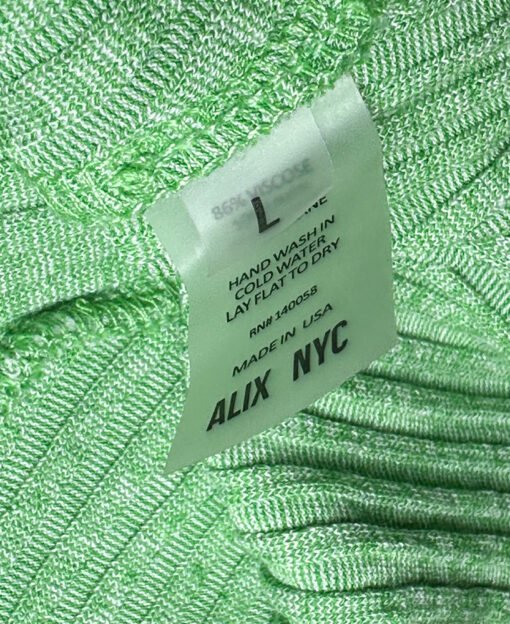 86% VISCOSE
L
HAND WASH IN
COLD WATER
LAY FLAT TO DRY
RN# 140058
MADE IN USA
ALIX NYC